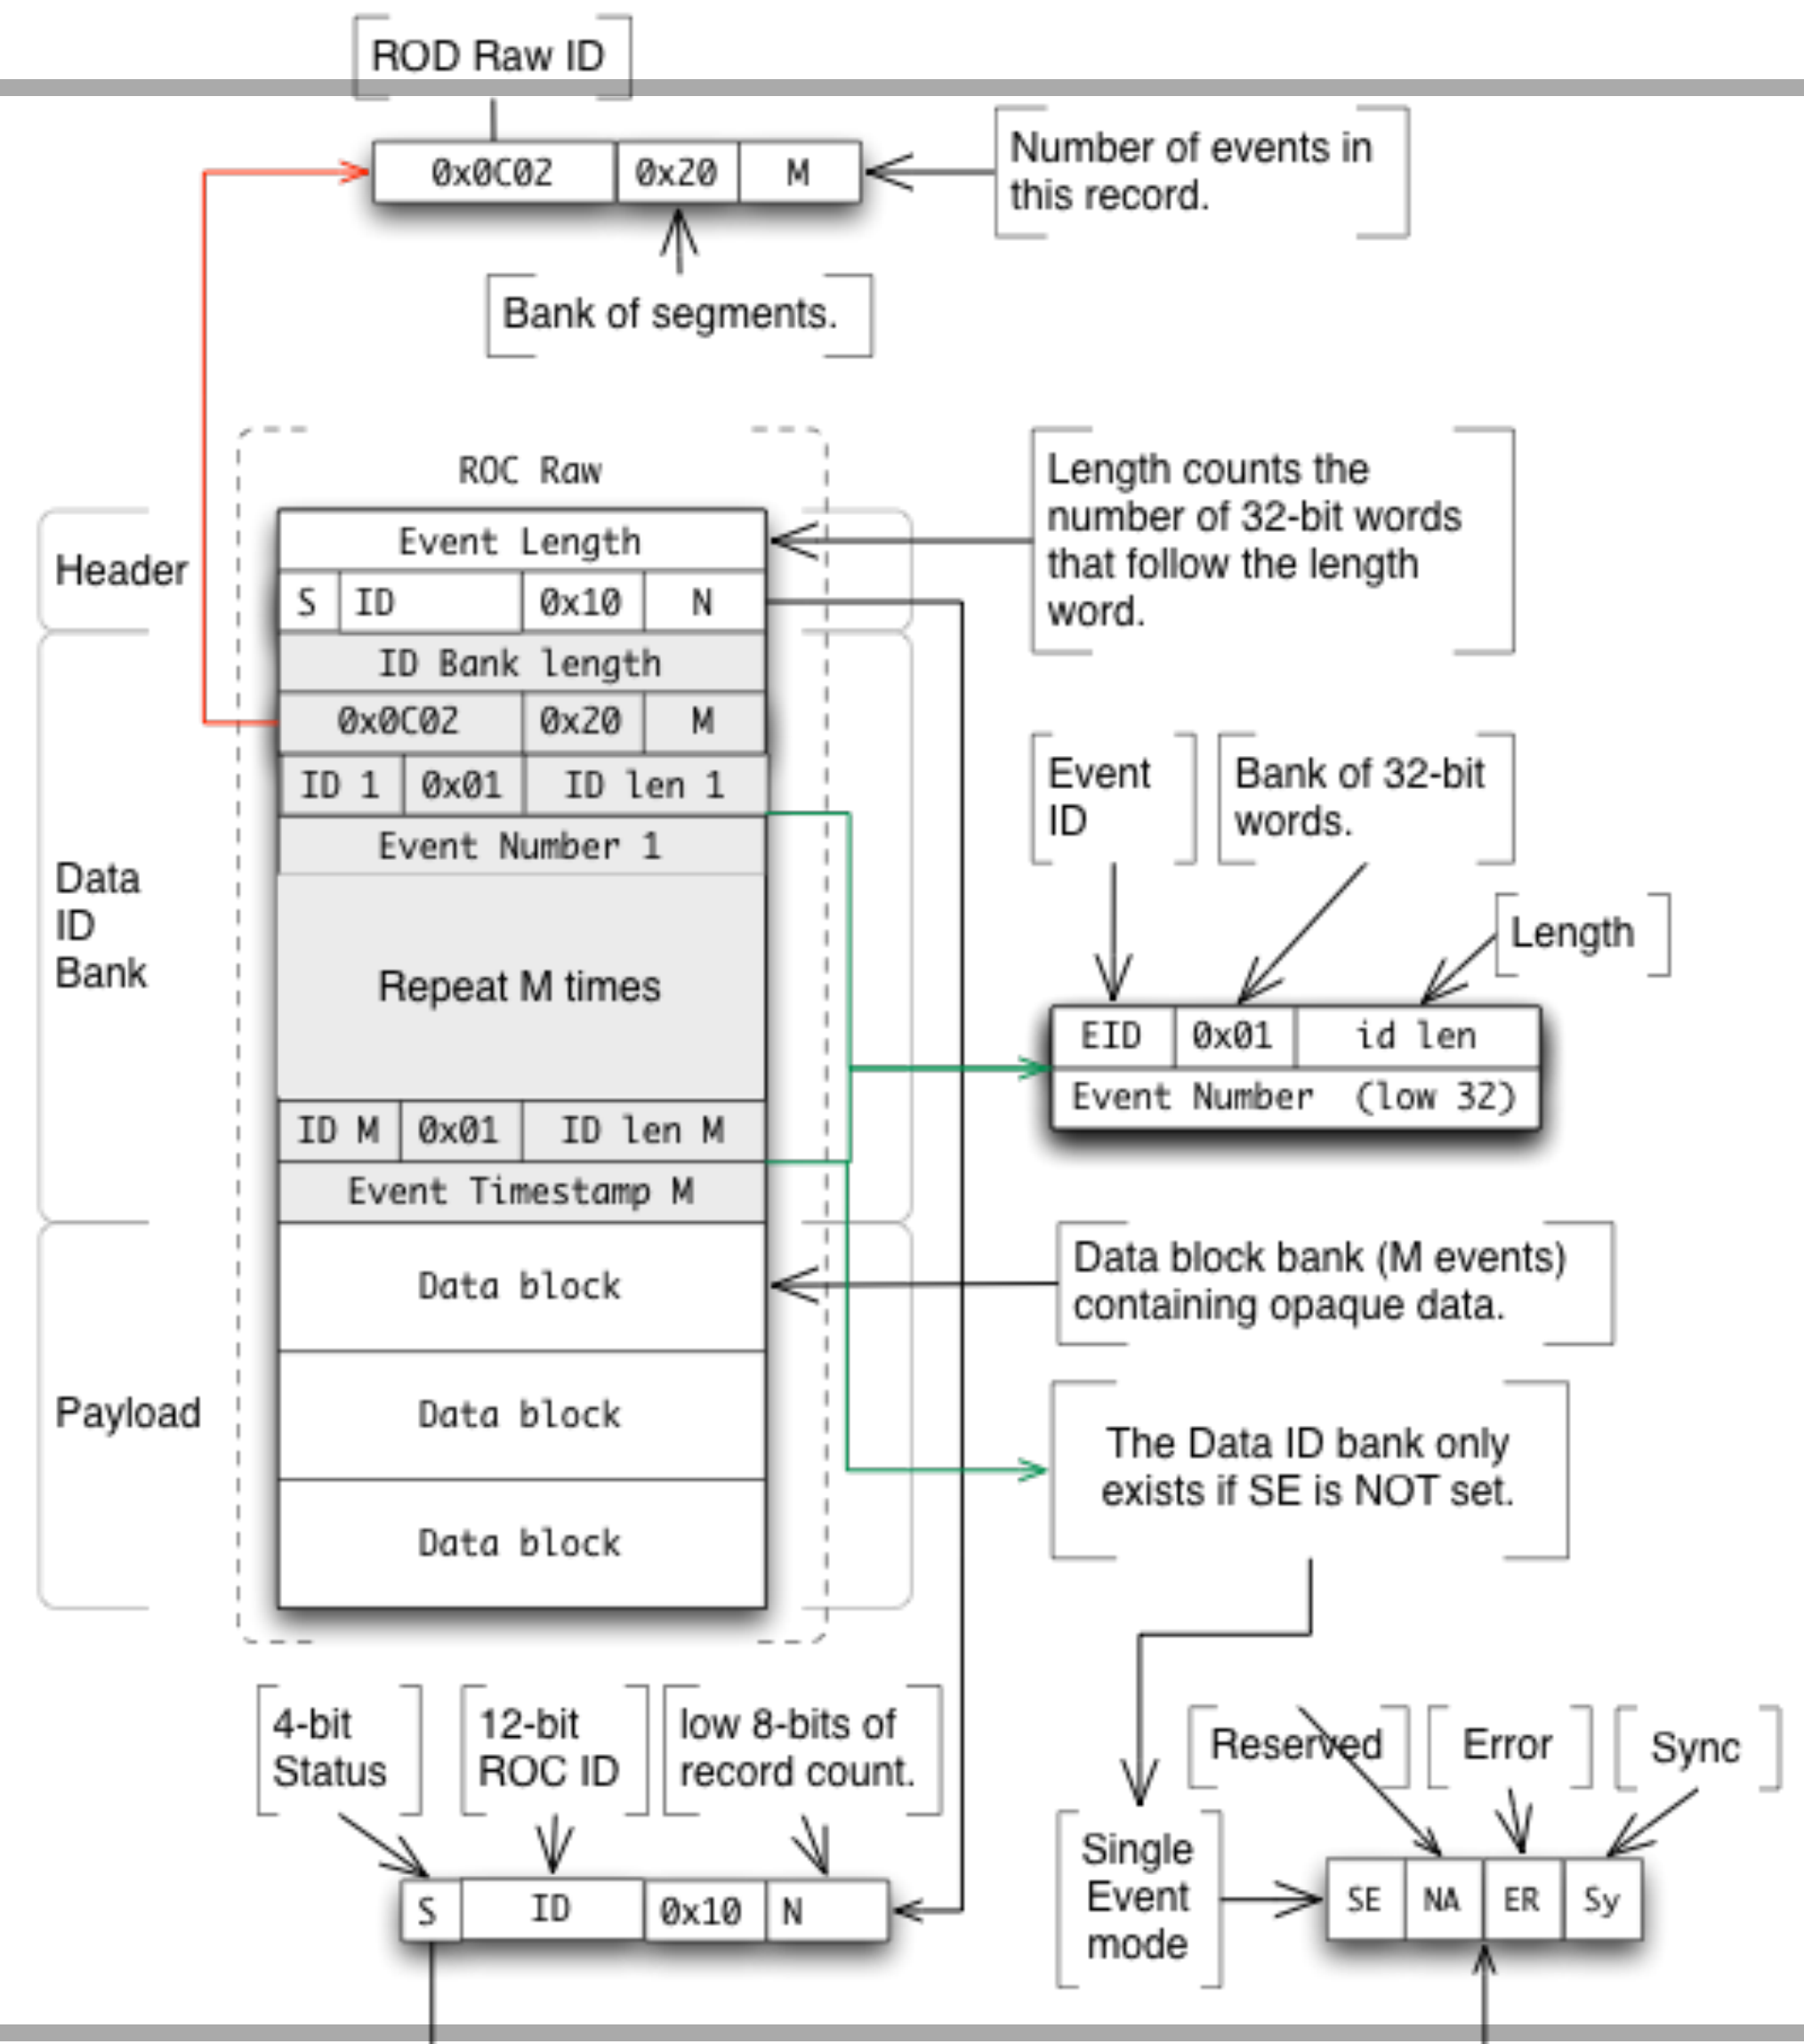 ROD Raw ID
0x0C02 0x20 M
Number of events in
this record.
Bank of segments.
ROC Raw
Header
Event Length
S ID 0x10 N
Length counts the
number of 32-bit words
that follow the length
word.
Data
ID
Bank
ID Bank length
0x0C02 0x20 M
ID 1 0x01 ID len 1
Event Number 1
Repeat M times
ID M 0x01 ID len M
Event Timestamp M
Event
ID
Bank of 32-bit
words.
Length
EID 0x01 id len
Event Number (low 32)
Payload
Data block
Data block
Data block
Data block bank (M events)
containing opaque data.
The Data ID bank only
exists if SE is NOT set.
4-bit
Status
12-bit
ROC ID
low 8-bits of
record count.
S ID 0x10 N
Single
Event
mode
Reserved
Error
Sync
SE NA ER Sy